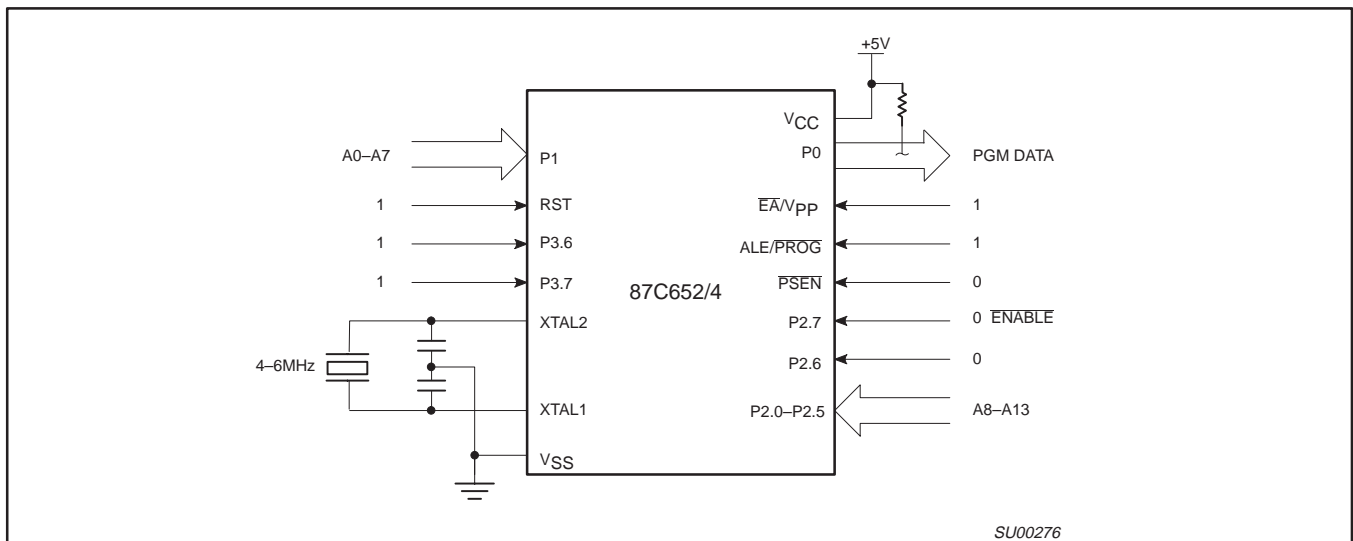 +5V
VCC
A0–A7 P1 P0 PGM DATA
1 RST EA/VPP 1
1 P3.6 ALE/PROG 1
1 P3.7 PSEN 0
87C652/4
XTAL2 P2.7 0 ENABLE
4–6MHz P2.6 0
XTAL1 P2.0–P2.5 A8–A13
VSS
SU00276